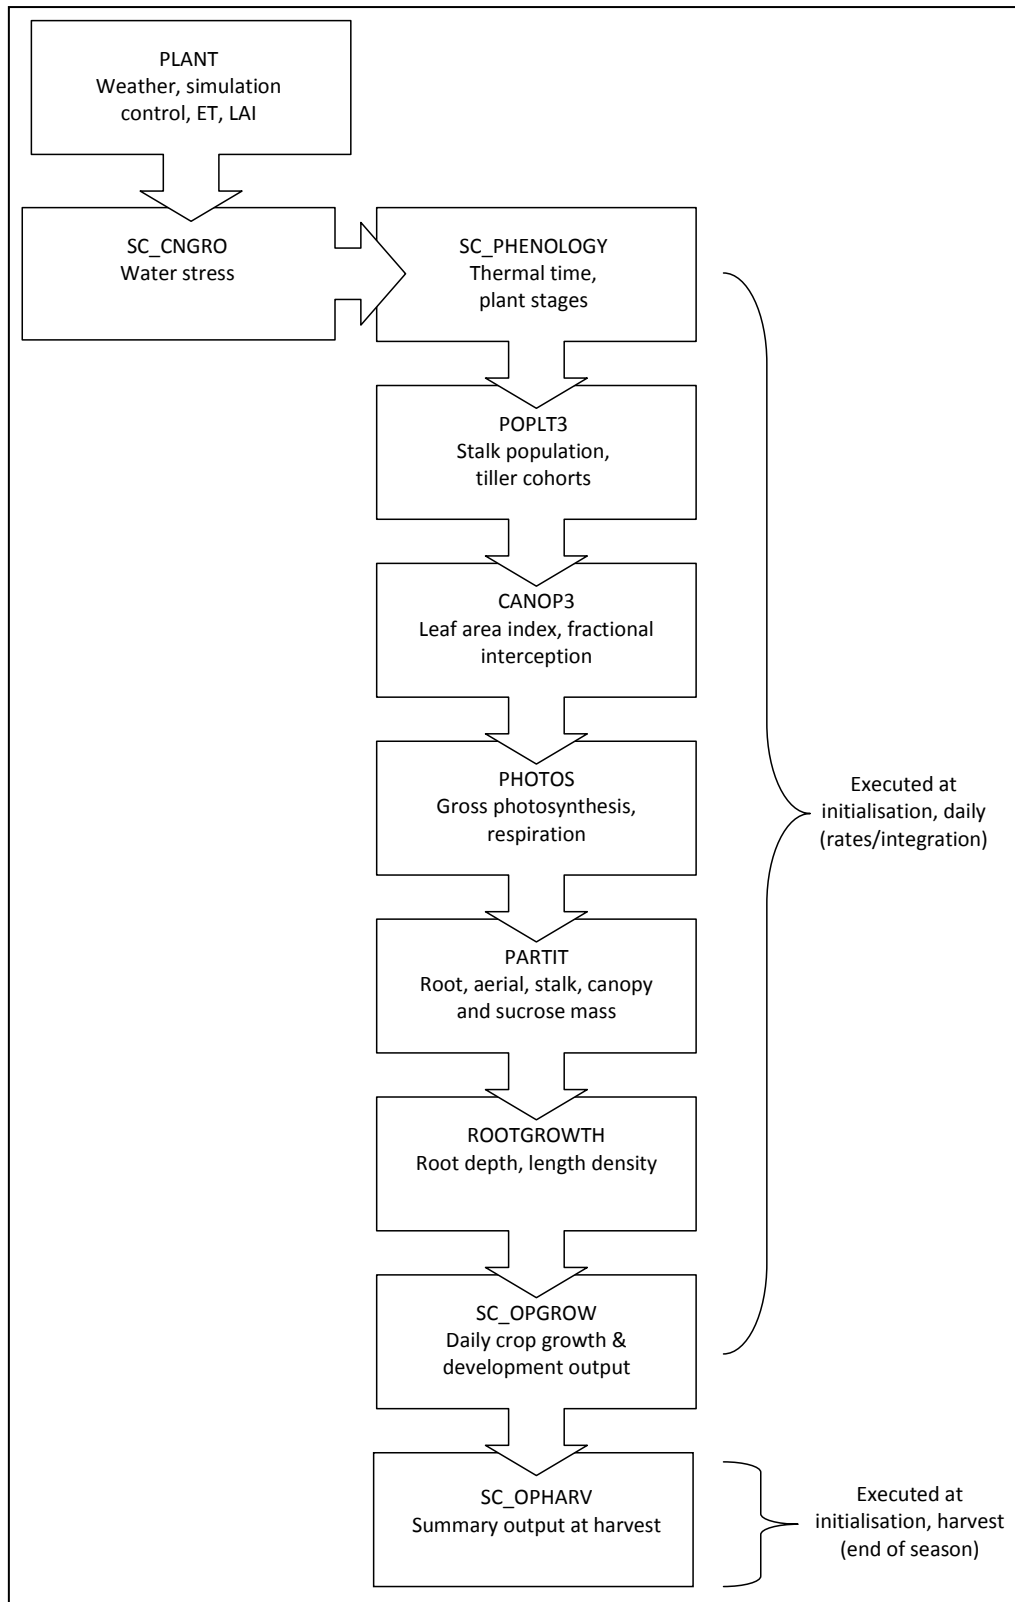 PLANT
Weather, simulation
control, ET, LAI
SC_CNGRO
Water stress
SC_PHENOLOGY
Thermal time,
plant stages
POPLT3
Stalk population,
tiller cohorts
CANOP3
Leaf area index, fractional
interception
PHOTOS
Gross photosynthesis,
respiration
Executed at
initialisation, daily
(rates/integration)
PARTIT
Root, aerial, stalk, canopy
and sucrose mass
ROOTGROWTH
Root depth, length density
SC_OPGROW
Daily crop growth &
development output
SC_OPHARV
Summary output at harvest
Executed at
initialisation, harvest
(end of season)